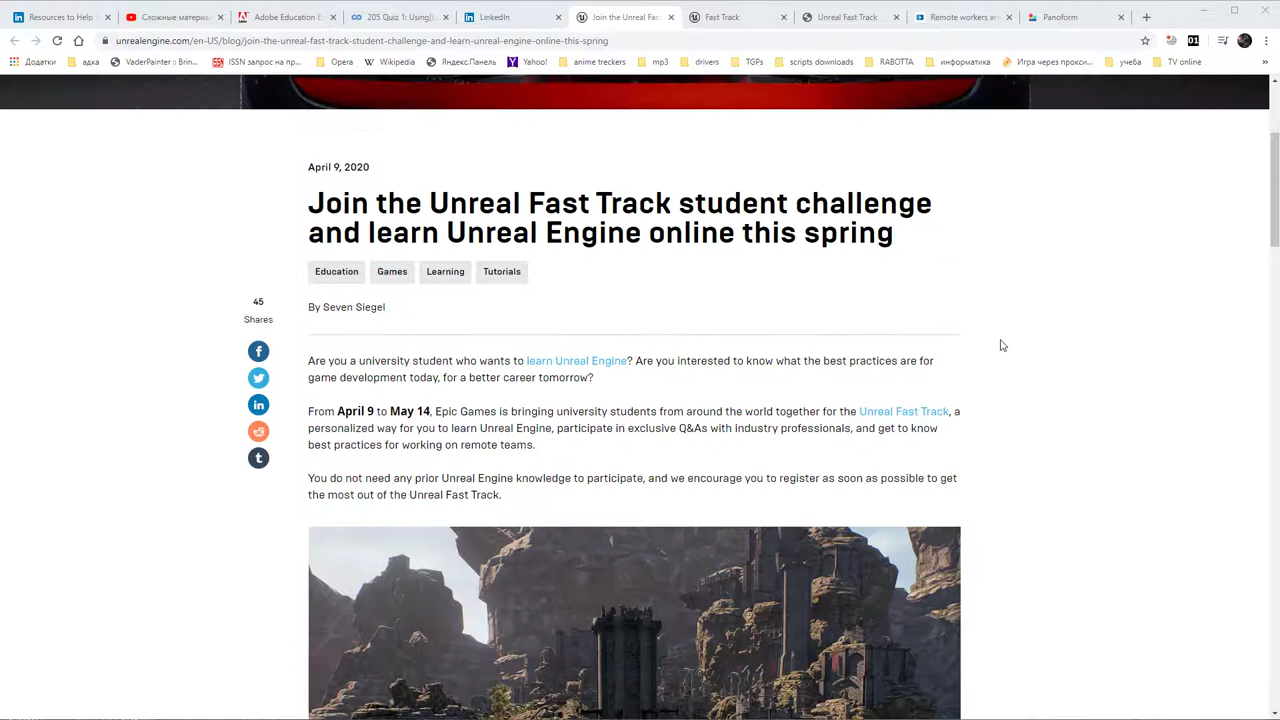 Resources to Help
Сложные материал
Adobe Education E
205 Quiz 1: Using
LinkedIn
Join the Unreal Fas
Fast Track
Unreal Fast Track
Remote workers an
Panoform
unrealengine.com/en-US/blog/join-the-unreal-fast-track-student-challenge-and-learn-unreal-engine-online-this-spring
01
Додатки
адка
VaderPainter :: Brin...
ISSN запрос на пр...
Opera
Wikipedia
Яндекс.Панель
Yahoo!
anime treckers
mp3
drivers
TGPs
scripts downloads
RABOTTA
информатика
Игра через прокси...
учеба
TV online
»
April 9, 2020
Join the Unreal Fast Track student challenge
and learn Unreal Engine online this spring
Education Games Learning Tutorials
By Seven Siegel
45
Shares
Are you a university student who wants to learn Unreal Engine? Are you interested to know what the best practices are for
game development today, for a better career tomorrow?
From April 9 to May 14, Epic Games is bringing university students from around the world together for the Unreal Fast Track, a
personalized way for you to learn Unreal Engine, participate in exclusive Q&As with industry professionals, and get to know
best practices for working on remote teams.
You do not need any prior Unreal Engine knowledge to participate, and we encourage you to register as soon as possible to get
the most out of the Unreal Fast Track.